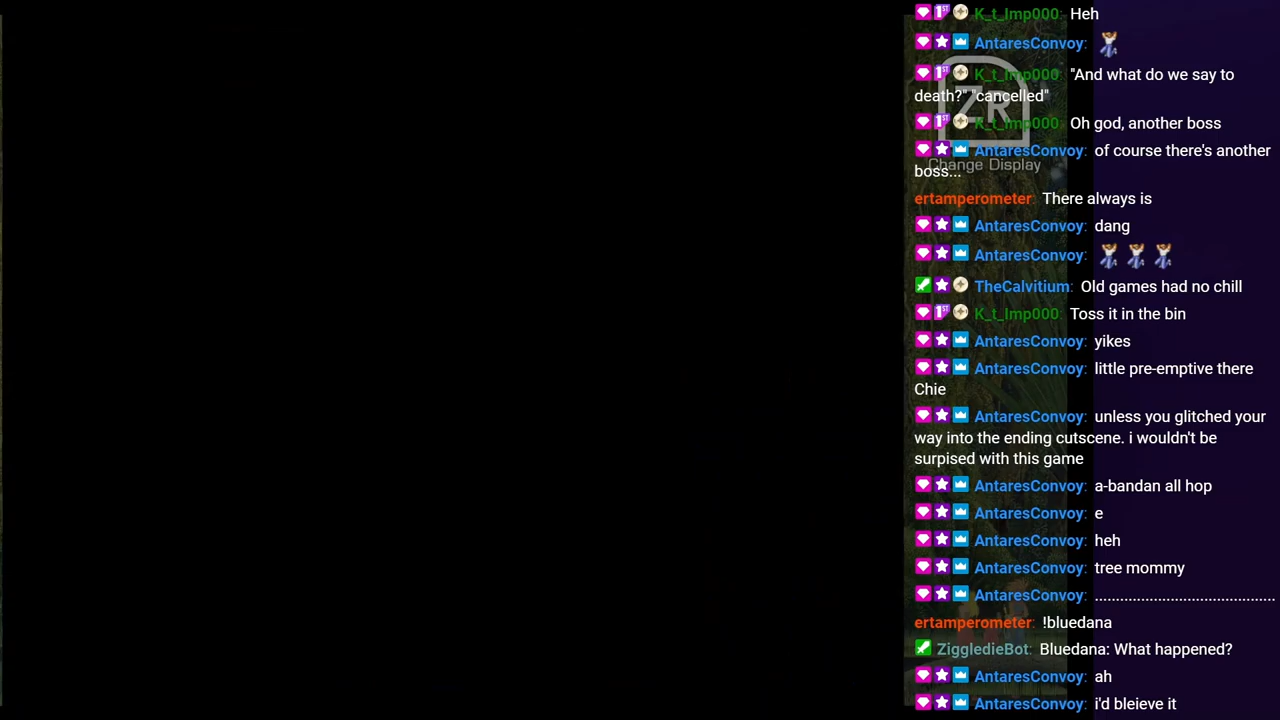 K_t_Imp000: Heh
AntaresConvoy:
K_t_Imp000: "And what do we say to
death?" "cancelled"
ZR
K_t_Imp000: Oh god, another boss
AntaresConvoy: of course there's another
boss...
Change Display
ertamperometer: There always is
AntaresConvoy: dang
AntaresConvoy:
TheCalvitium: Old games had no chill
K_t_Imp000: Toss it in the bin
AntaresConvoy: yikes
AntaresConvoy: little pre-emptive there
Chie
AntaresConvoy: unless you glitched your
way into the ending cutscene. i wouldn't be
surpised with this game
AntaresConvoy: a-bandan all hop
AntaresConvoy: e
AntaresConvoy: heh
AntaresConvoy: tree mommy
AntaresConvoy: ...........................................
ertamperometer: !bluedana
ZiggledieBot: Bluedana: What happened?
AntaresConvoy: ah
AntaresConvoy: i'd bleieve it